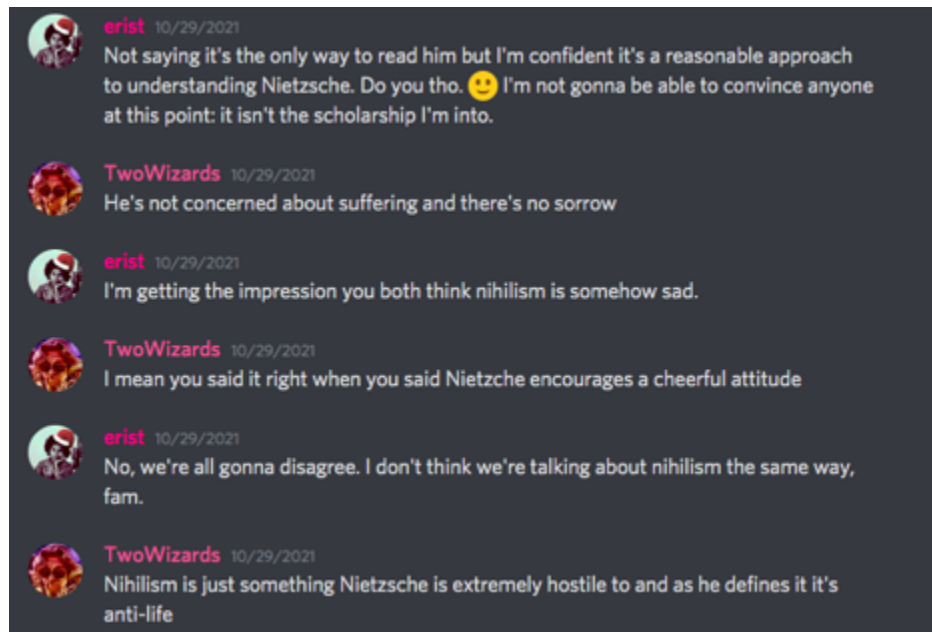 erist 10/29/2021
Not saying it's the only way to read him but I'm confident it's a reasonable approach
to understanding Nietzsche. Do you tho. 🙂 I'm not gonna be able to convince anyone
at this point: it isn't the scholarship I'm into.
TwoWizards 10/29/2021
He's not concerned about suffering and there's no sorrow
erist 10/29/2021
I'm getting the impression you both think nihilism is somehow sad.
TwoWizards 10/29/2021
I mean you said it right when you said Nietzche encourages a cheerful attitude
erist 10/29/2021
No, we're all gonna disagree. I don't think we're talking about nihilism the same way,
fam.
TwoWizards 10/29/2021
Nihilism is just something Nietzsche is extremely hostile to and as he defines it it's
anti-life